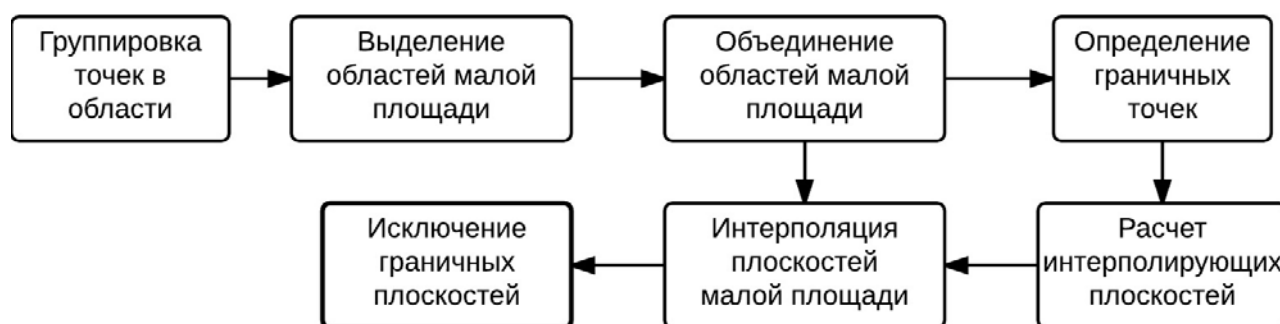 Группировка
точек в
области
Выделение
областей малой
площади
Объединение
областей малой
площади
Определение
граничных
точек
Исключение
граничных
плоскостей
Интерполяция
плоскостей
малой площади
Расчет
интерполирующих
плоскостей